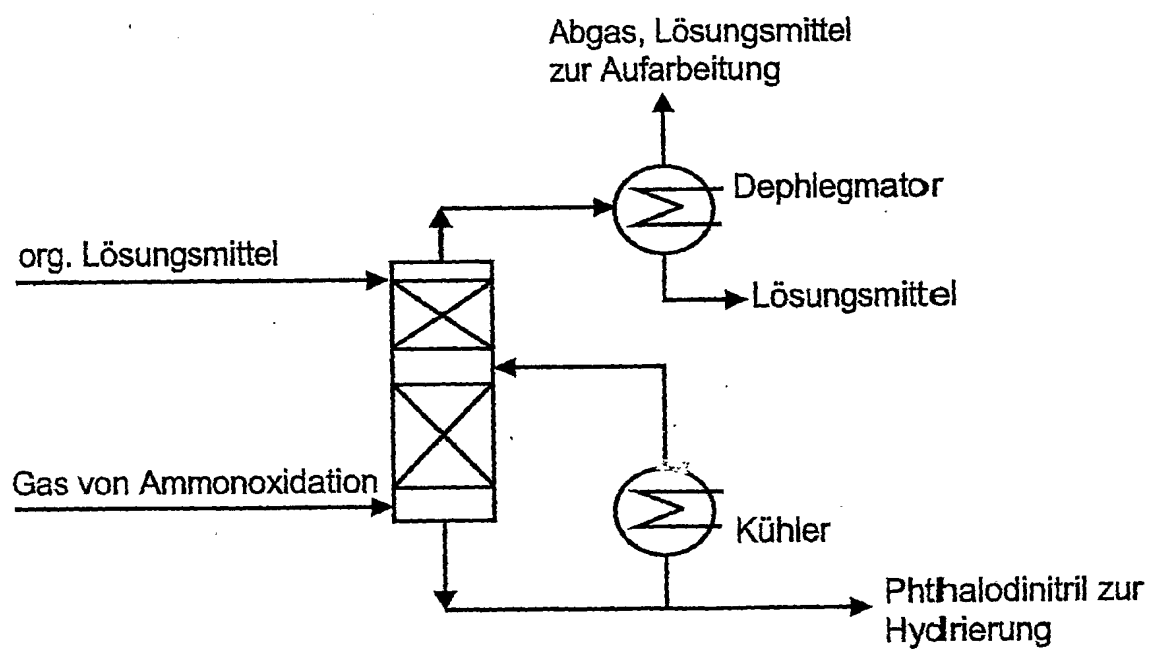 Abgas, Lösungsmittel
zur Aufarbeitung
Dephlegmator
org. Lösungsmittel
Lösungsmittel
Gas von Ammonoxidation
Kühler
Phthalodinitril zur
Hydrierung